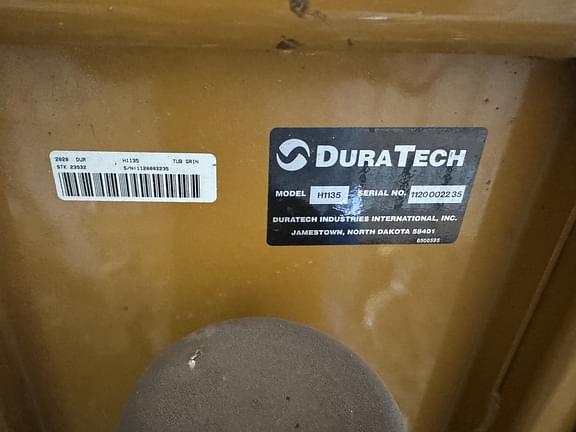 2020 DUR H1135 TUB GRIN
STK 23932 S/N:1120002235
DURATECH
MODEL H1135 SERIAL NO. 1120002235
DURATECH INDUSTRIES INTERNATIONAL, INC.
JAMESTOWN, NORTH DAKOTA 58401
6500595